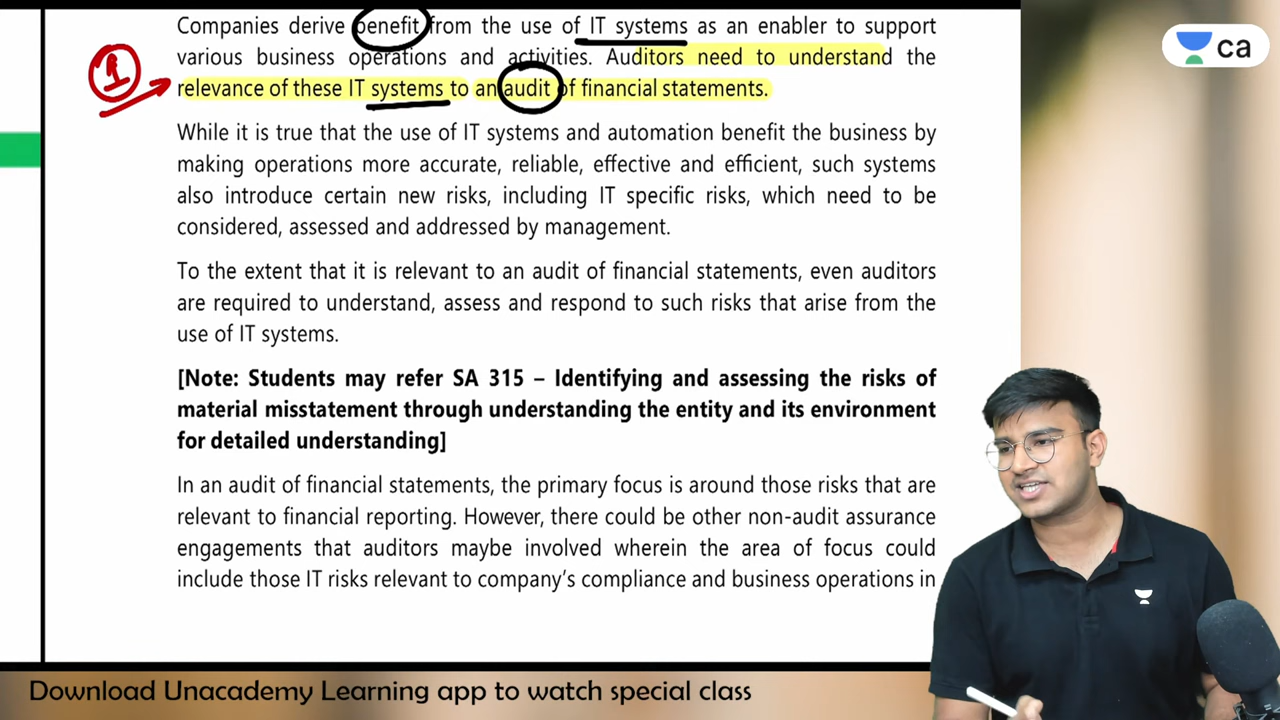 Companies derive benefit from the use of IT systems as an enabler to support
various business operations and activities. Auditors need to understand the
relevance of these IT systems to an audit of financial statements.
1
While it is true that the use of IT systems and automation benefit the business by
making operations more accurate, reliable, effective and efficient, such systems
also introduce certain new risks, including IT specific risks, which need to be
considered, assessed and addressed by management.
To the extent that it is relevant to an audit of financial statements, even auditors
are required to understand, assess and respond to such risks that arise from the
use of IT systems.
[Note: Students may refer SA 315 – Identifying and assessing the risks of
material misstatement through understanding the entity and its environment
for detailed understanding]
In an audit of financial statements, the primary focus is around those risks that are
relevant to financial reporting. However, there could be other non-audit assurance
engagements that auditors maybe involved wherein the area of focus could
include those IT risks relevant to company's compliance and business operations in
ca
Download Unacademy Learning app to watch special class